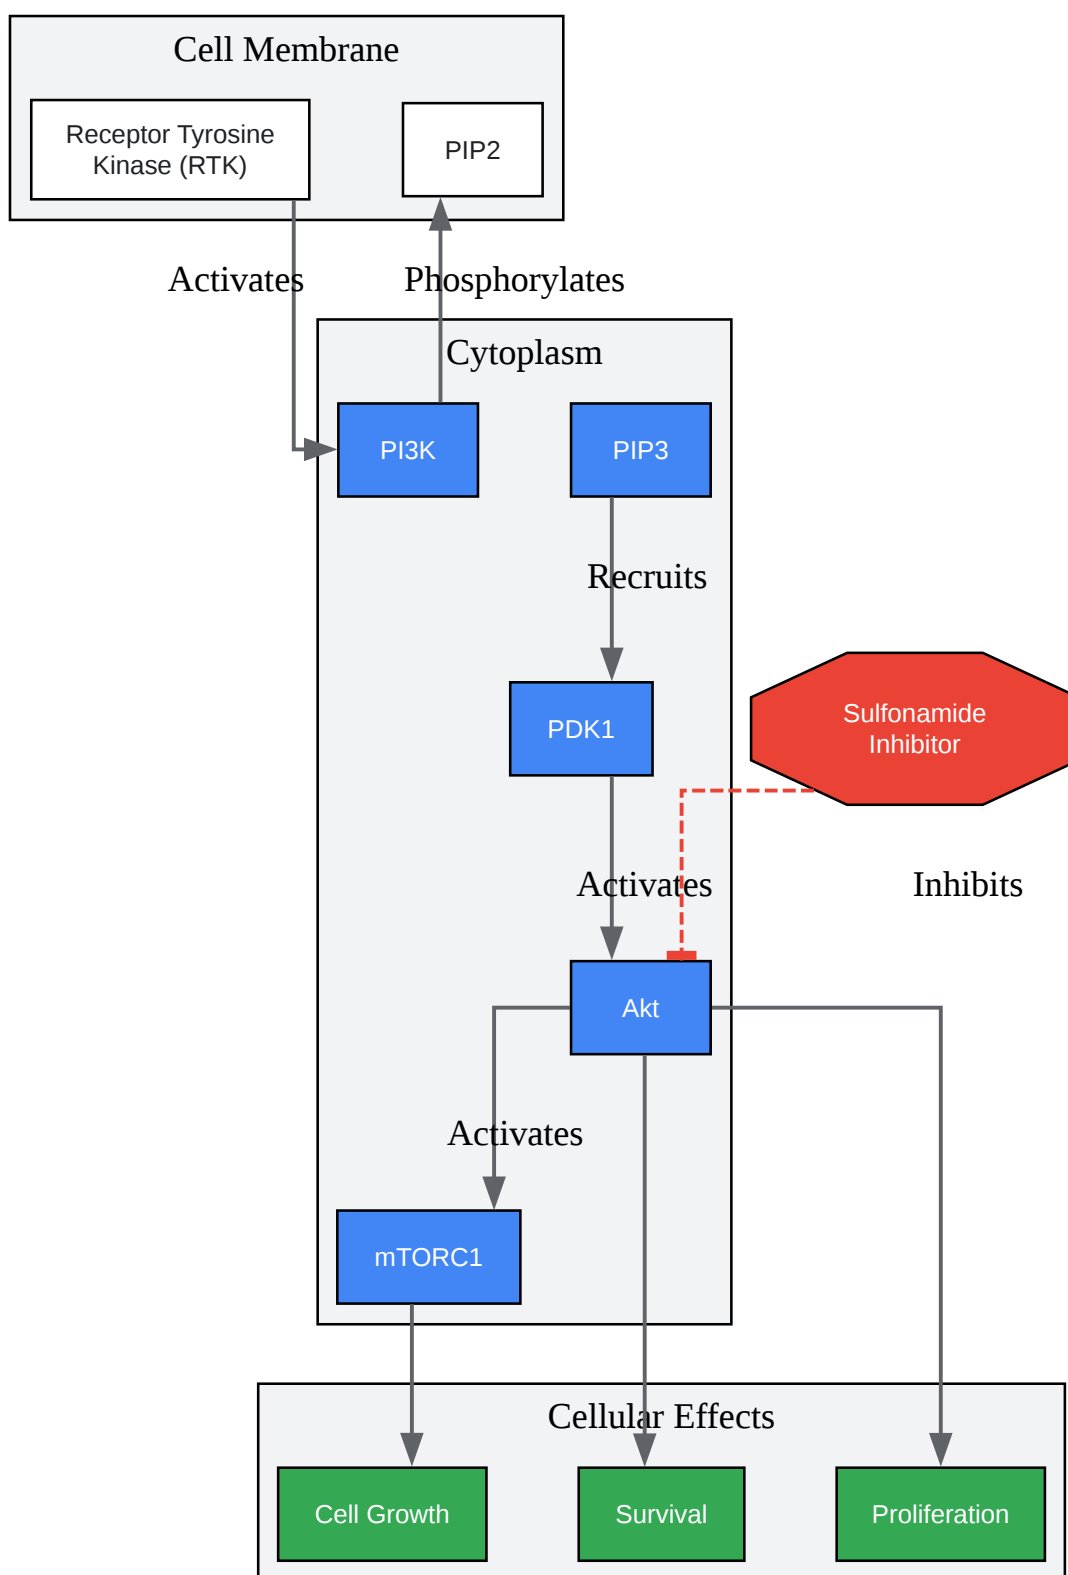 Cell Membrane
Receptor Tyrosine
Kinase (RTK)
PIP2
Activates
Phosphorylates
Cytoplasm
PI3K
PIP3
Recruits
PDK1
Sulfonamide
Inhibitor
Activates
Inhibits
Akt
Activates
mTORC1
Cellular Effects
Cell Growth
Survival
Proliferation